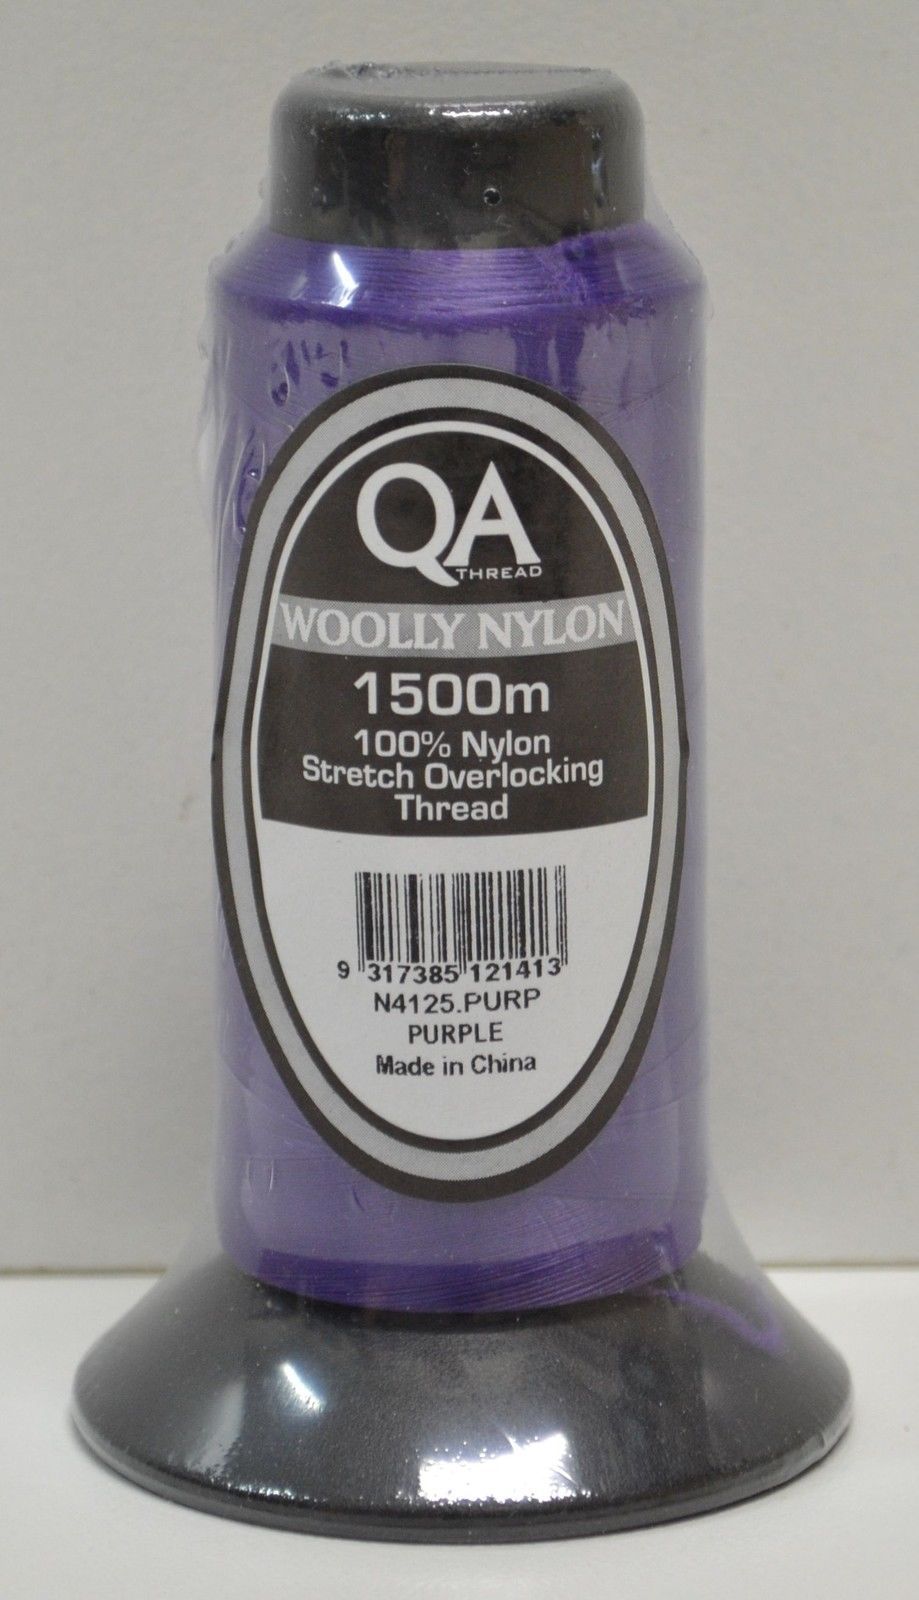 QA
THREAD
WOOLLY NYLON
1500m
100% Nylon
Stretch Overlocking
Thread
9 317385 121413
N4125.PURP
PURPLE
Made in China